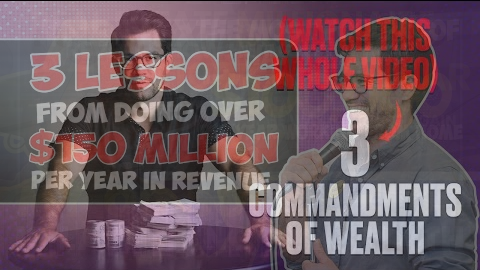 (WATCH THIS
WHOLE VIDEO)
3 LESSONS
FROM DOING OVER
$150 MILLION
PER YEAR IN REVENUE
3
COMMANDMENTS
OF WEALTH